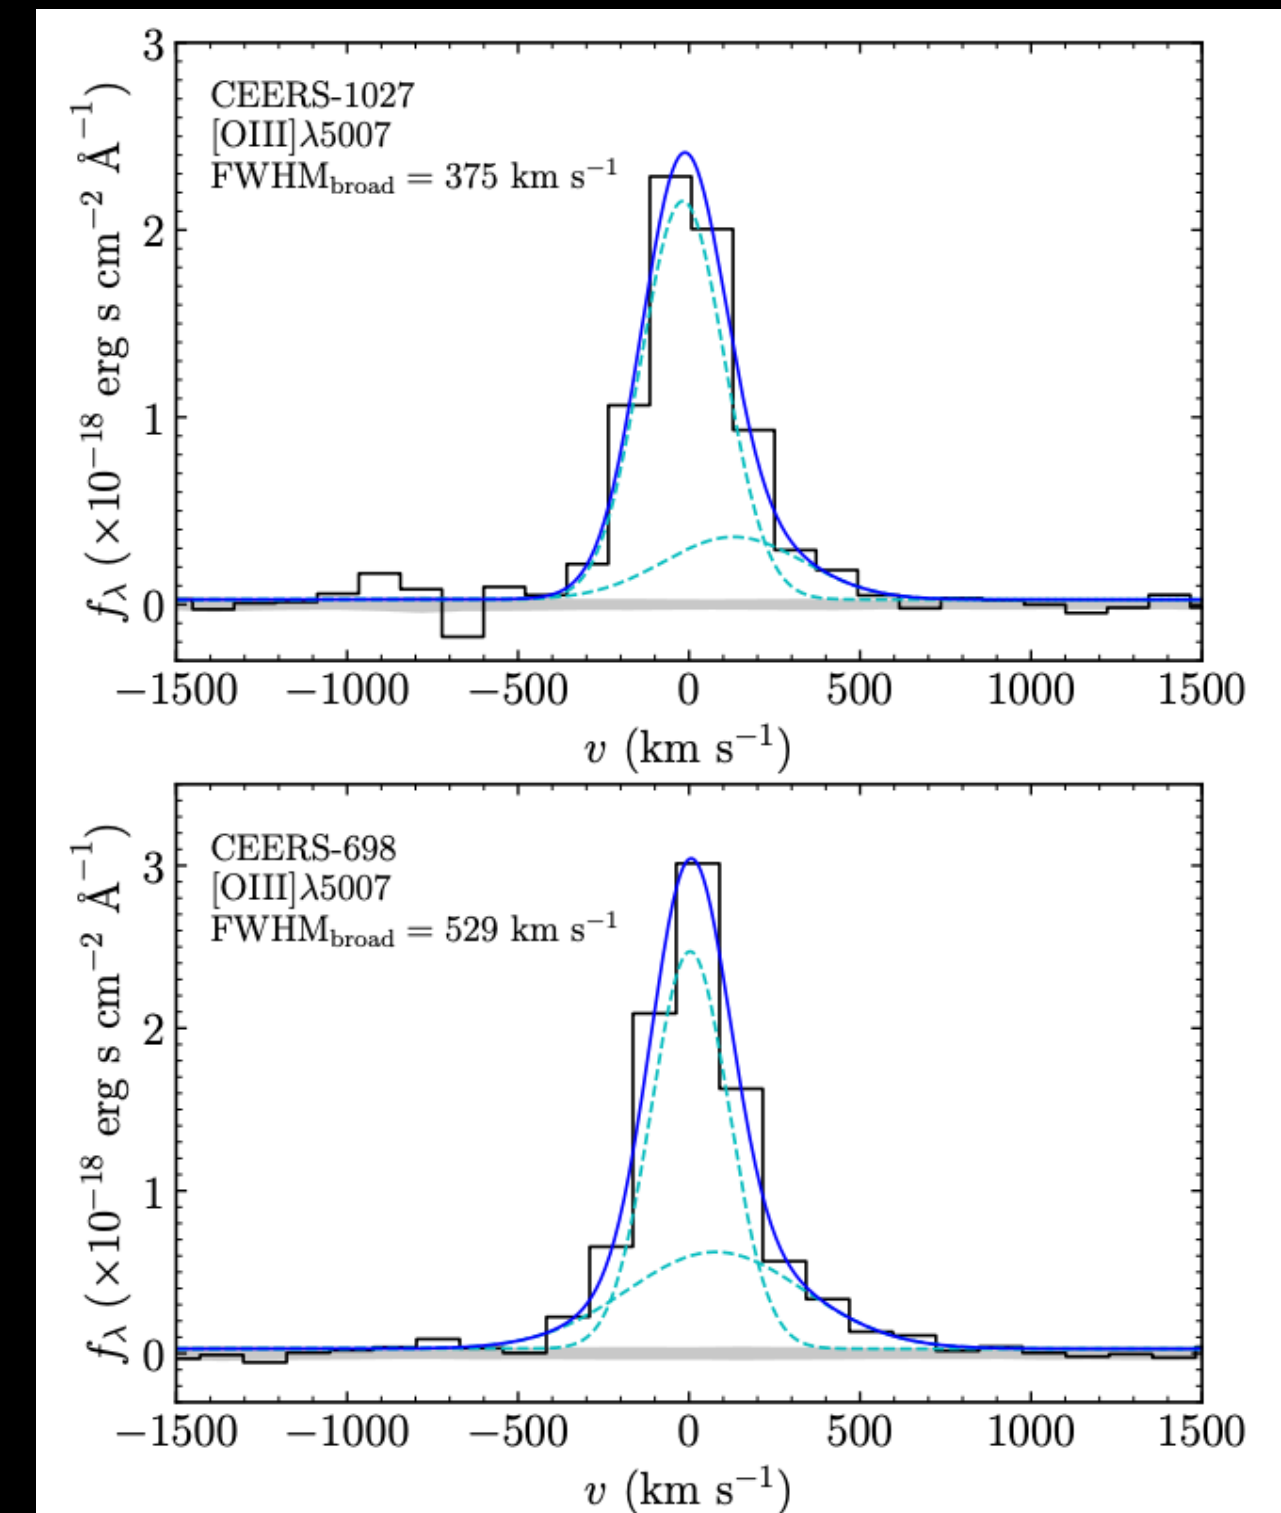 3
CEERS-1027
[OIII]λ5007
FWHM_broad = 375 km s⁻¹
2
1
0
f_λ (×10⁻¹⁸ erg s cm⁻² Å⁻¹)
−1500 −1000 −500 0 500 1000 1500
v (km s⁻¹)
CEERS-698
3
[OIII]λ5007
FWHM_broad = 529 km s⁻¹
2
1
0
f_λ (×10⁻¹⁸ erg s cm⁻² Å⁻¹)
−1500 −1000 −500 0 500 1000 1500
v (km s⁻¹)